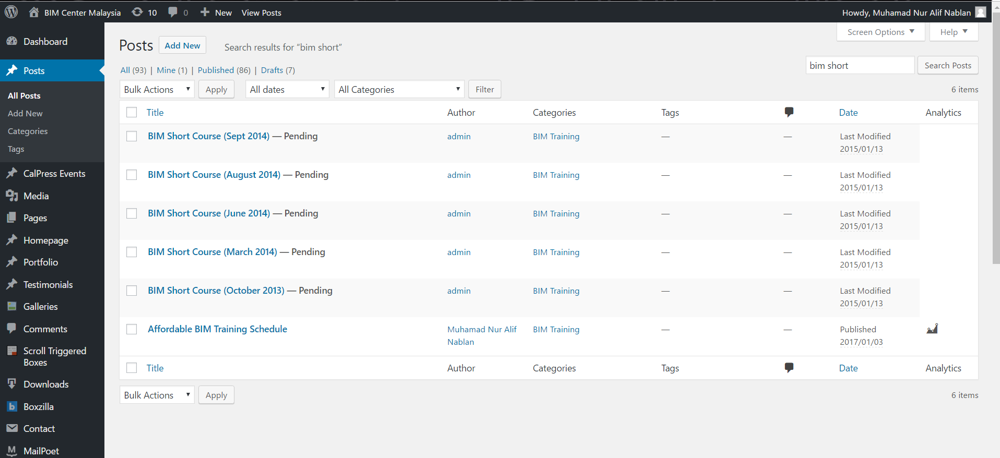 BIM Center Malaysia 10 0 New View Posts Howdy, Muhamad Nur Alif Nablan
Screen Options Help
Dashboard
Posts
All Posts
Add New
Categories
Tags
CalPress Events
Media
Pages
Homepage
Portfolio
Testimonials
Galleries
Comments
Scroll Triggered
Boxes
Downloads
Boxzilla
Contact
MailPoet
Posts Add New Search results for “bim short”
All (93) | Mine (1) | Published (86) | Drafts (7)
bim short Search Posts
Bulk Actions Apply All dates All Categories Filter 6 items
Title Author Categories Tags Date Analytics
BIM Short Course (Sept 2014) — Pending admin BIM Training — — Last Modified
2015/01/13
BIM Short Course (August 2014) — Pending admin BIM Training — — Last Modified
2015/01/13
BIM Short Course (June 2014) — Pending admin BIM Training — — Last Modified
2015/01/13
BIM Short Course (March 2014) — Pending admin BIM Training — — Last Modified
2015/01/13
BIM Short Course (October 2013) — Pending admin BIM Training — — Last Modified
2015/01/13
Affordable BIM Training Schedule Muhamad Nur Alif BIM Training — — Published
Nablan 2017/01/03
Title Author Categories Tags Date Analytics
Bulk Actions Apply 6 items